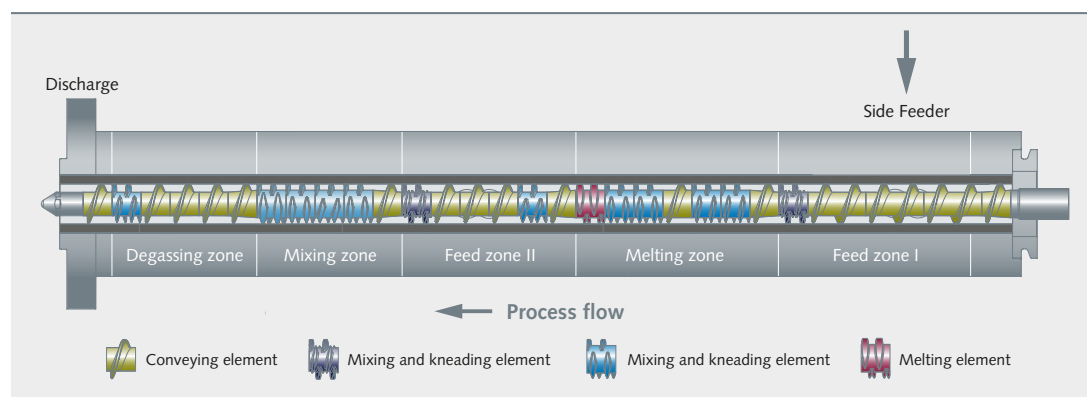 Discharge
Side Feeder
Degassing zone
Mixing zone
Feed zone II
Melting zone
Feed zone I
Process flow
Conveying element
Mixing and kneading element
Mixing and kneading element
Melting element